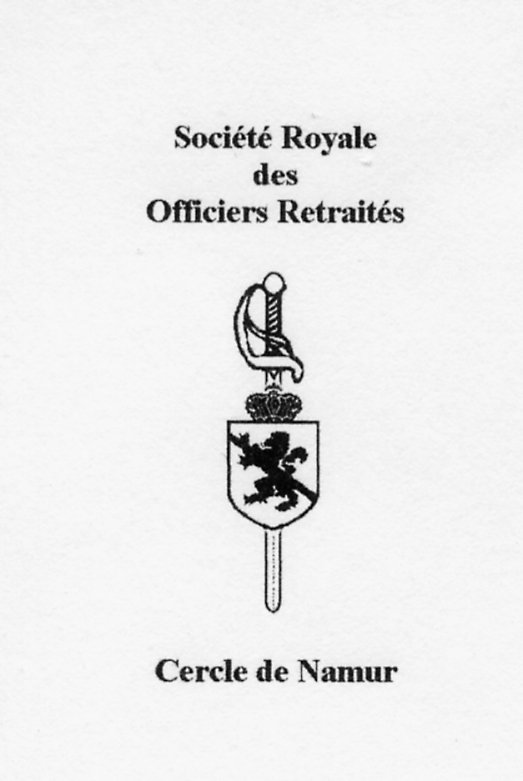 Société Royale
des
Officiers Retraités
Cercle de Namur